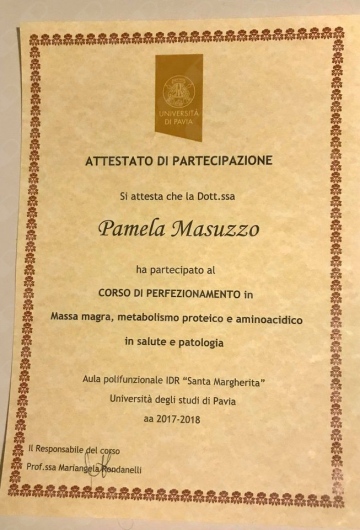 UNIVERSITÀ
DI PAVIA
ATTESTATO DI PARTECIPAZIONE
Si attesta che la Dott.ssa
Pamela Masuzzo
ha partecipato al
CORSO DI PERFEZIONAMENTO in
Massa magra, metabolismo proteico e aminoacidico
in salute e patologia
Aula polifunzionale IDR “Santa Margherita”
Università degli studi di Pavia
aa 2017-2018
Il Responsabile del corso
Prof.ssa Mariangela Rondanelli